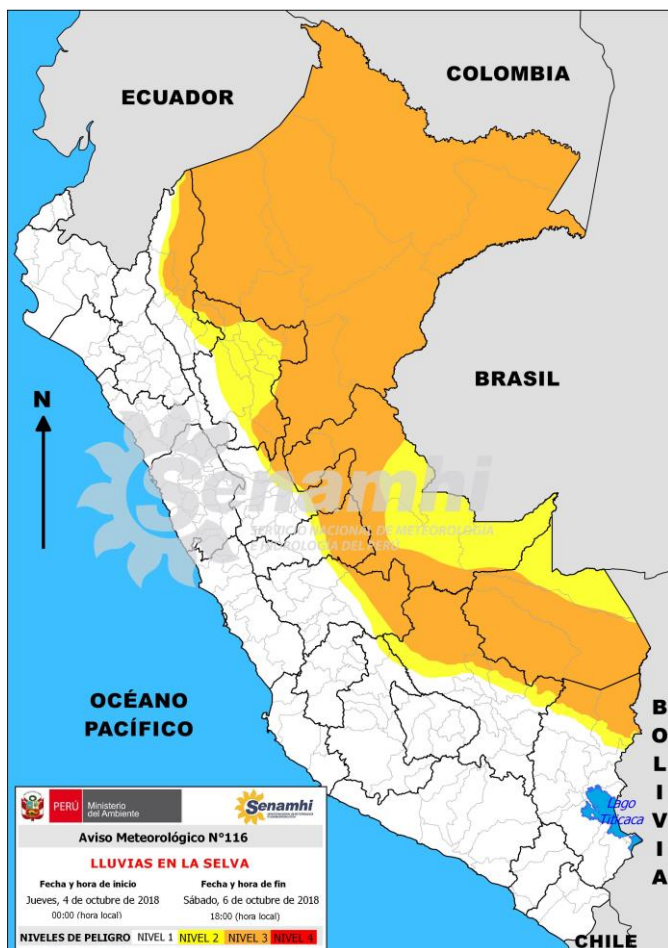 COLOMBIA
ECUADOR
BRASIL
N
Senamhi
SERVICIO NACIONAL DE METEOROLOGÍA
E HIDROLOGÍA DEL PERÚ
OCÉANO
PACÍFICO
BOLIVIA
Lago
Titicaca
CHILE
PERÚ
Ministerio
del Ambiente
Senamhi
Aviso Meteorológico N°116
LLUVIAS EN LA SELVA
Fecha y hora de inicio
Jueves, 4 de octubre de 2018
00:00 (hora local)
Fecha y hora de fin
Sábado, 6 de octubre de 2018
18:00 (hora local)
NIVELES DE PELIGRO NIVEL 1 NIVEL 2 NIVEL 3 NIVEL 4